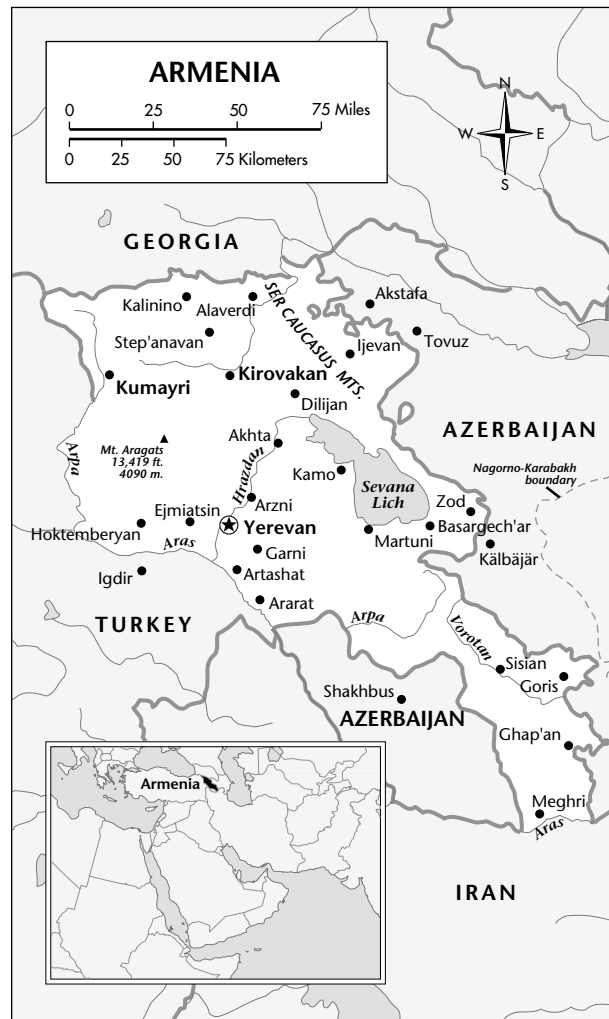 ARMENIA
0 25 50 75 Miles
0 25 50 75 Kilometers
N
W E
S
GEORGIA
SER CAUCASUS MTS.
Kalinino
Alaverdi
Akstafa
Step'anavan
Tovuz
Ijevan
Kumayri
Kirovakan
Dilijan
AZERBAIJAN
Arpa
Mt. Aragats
13,419 ft.
4090 m.
Akhta
Hrazdan
Kamo
Sevana
Lich
Nagorno-Karabakh
boundary
Arzni
Zod
Ejmiatsin
Yerevan
Basargech'ar
Hoktemberyan
Martuni
Aras
Garni
Kälbäjär
Igdir
Artashat
Ararat
Arpa
TURKEY
Vorotan
Sisian
Goris
Shakhbus
AZERBAIJAN
Ghap'an
Armenia
Meghri
Aras
IRAN